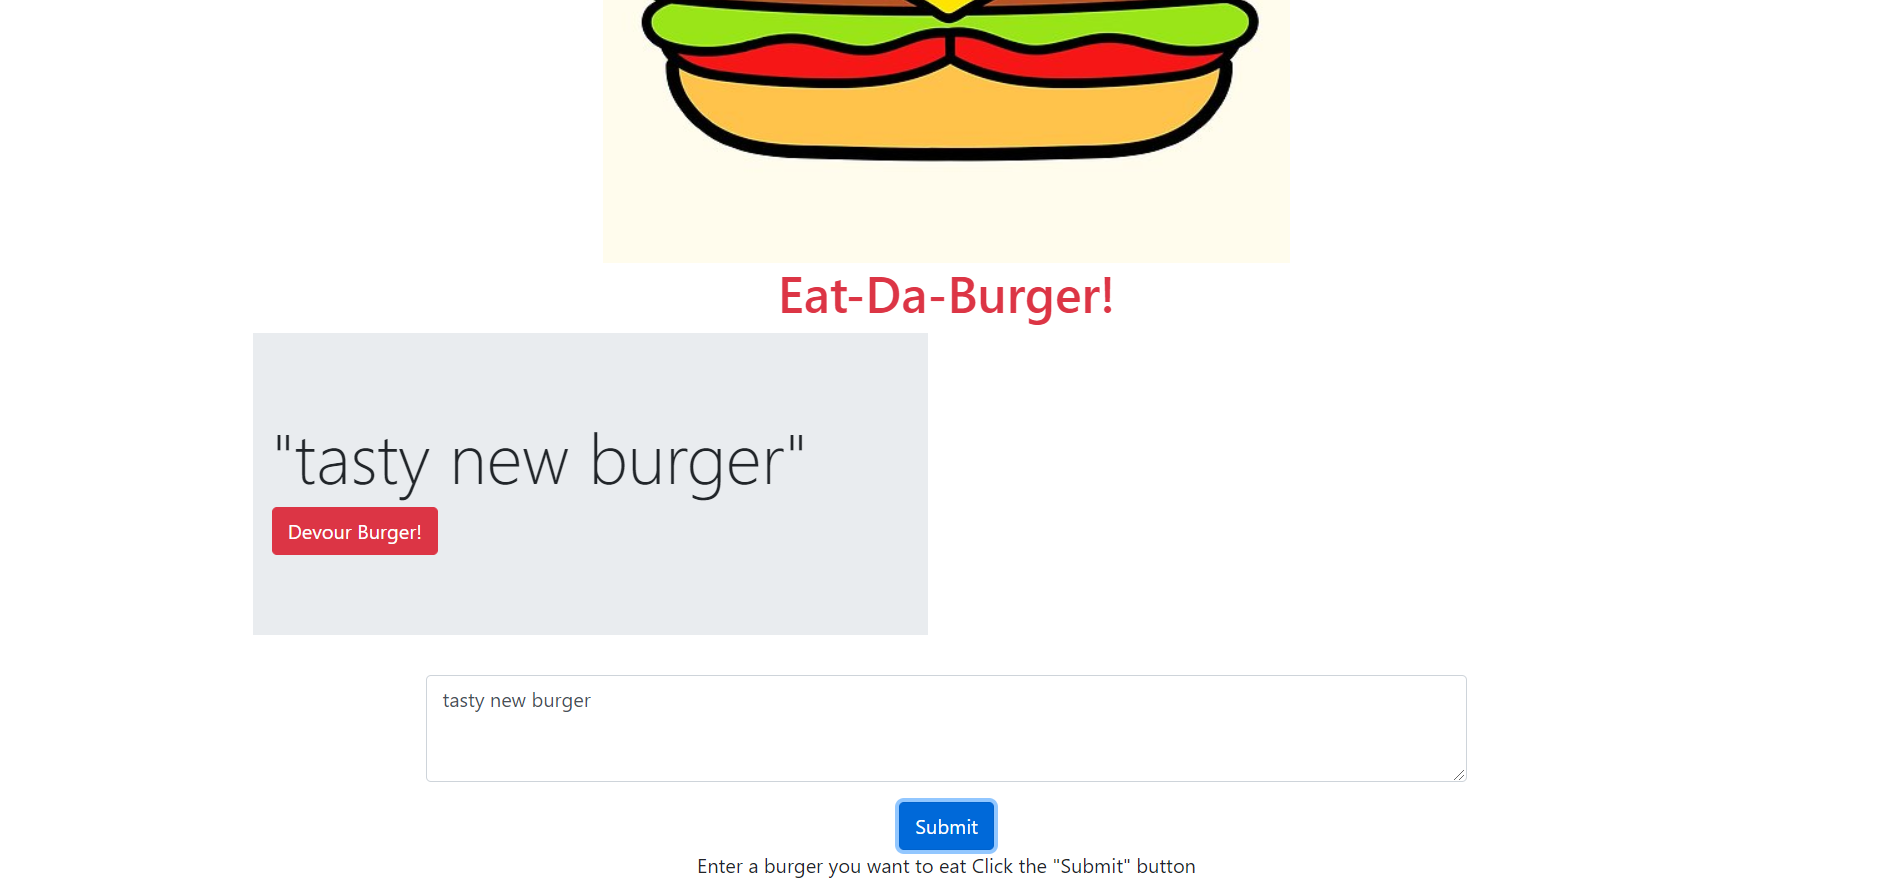 Eat-Da-Burger!
"tasty new burger"
Devour Burger!
tasty new burger
Submit
Enter a burger you want to eat Click the "Submit" button